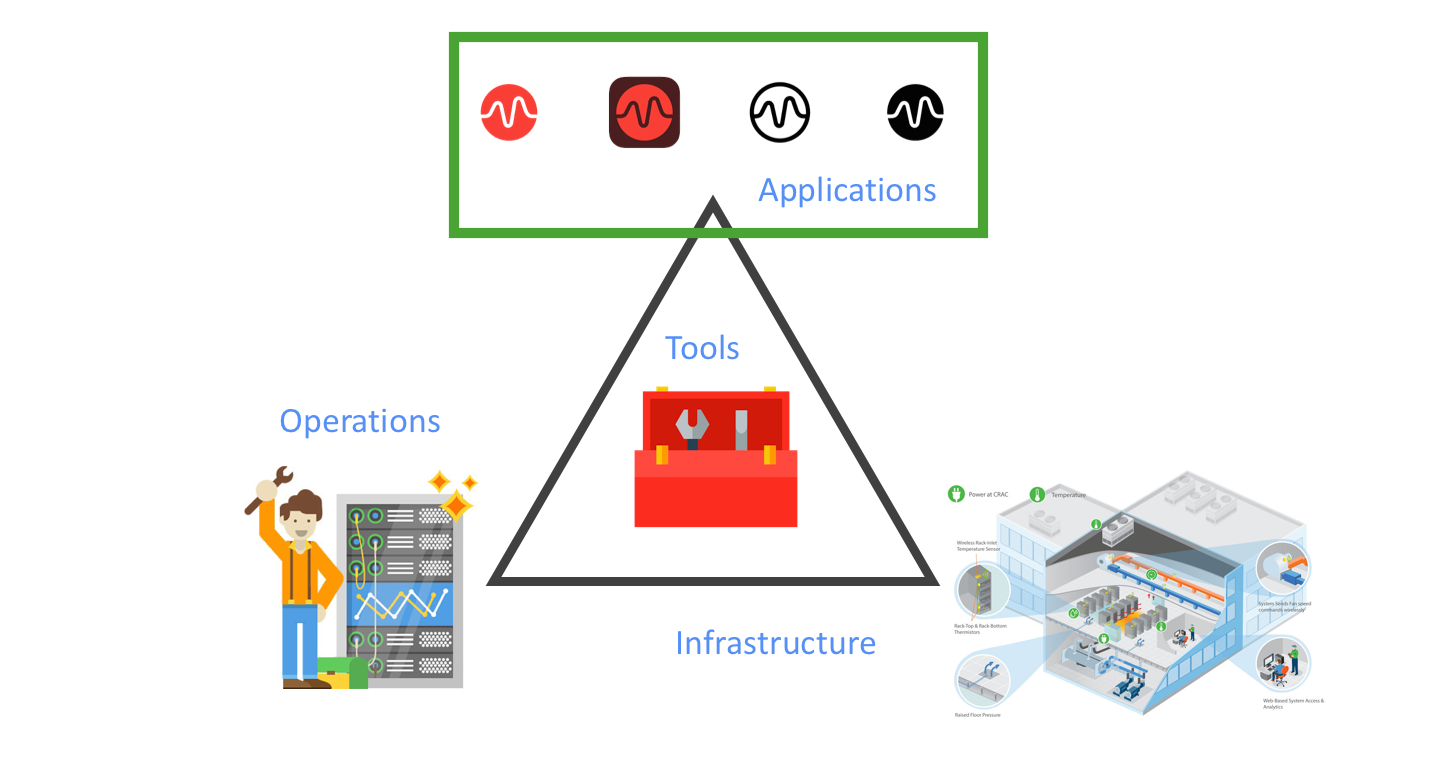 Applications
Tools
Operations
Power at CRAC
Temperature
Wireless Rack-Inlet
Temperature Sensor
System Sends Fan speed
commands wirelessly
Rack-Top & Rack-Bottom
Thermistors
Infrastructure
Web-Based System Access &
Analytics
Raised Floor Pressure